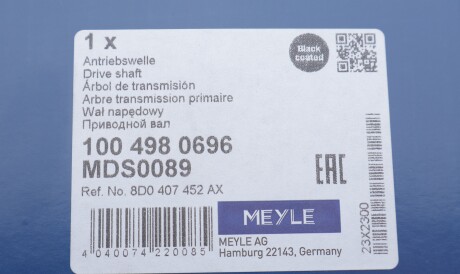 1 x
Antriebswelle
Drive shaft
Árbol de transmisión
Arbre transmission primaire
Wał napędowy
Приводной вал
Black coated
100 498 0696
MDS0089
Ref. No. 8D0 407 452 AX
EAC
4 040074 220085
MEYLE
MEYLE AG
Hamburg 22143, Germany
23X2300